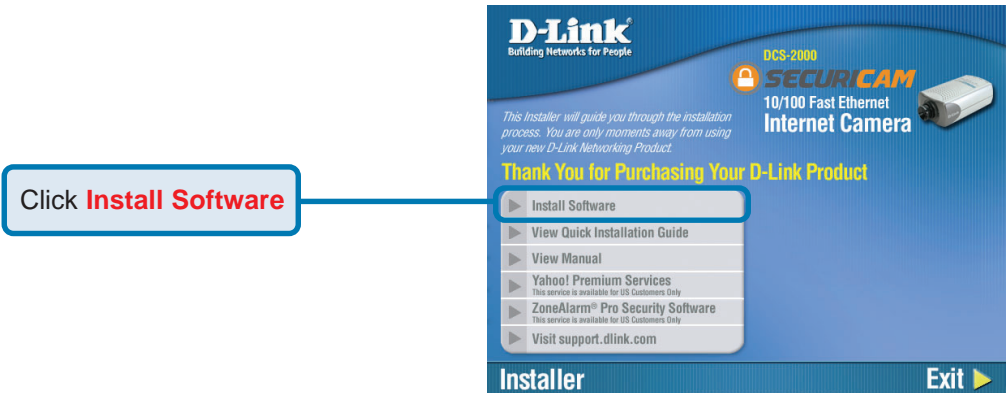 Click Install Software
D-Link
Building Networks for People
DCS-2000
SECURICAM
10/100 Fast Ethernet
Internet Camera
This Installer will guide you through the installation
process. You are only moments away from using
your new D-Link Networking Product.
Thank You for Purchasing Your D-Link Product
Install Software
View Quick Installation Guide
View Manual
Yahoo! Premium Services
This service is available for US Customers Only
ZoneAlarm® Pro Security Software
This service is available for US Customers Only
Visit support.dlink.com
Installer
Exit